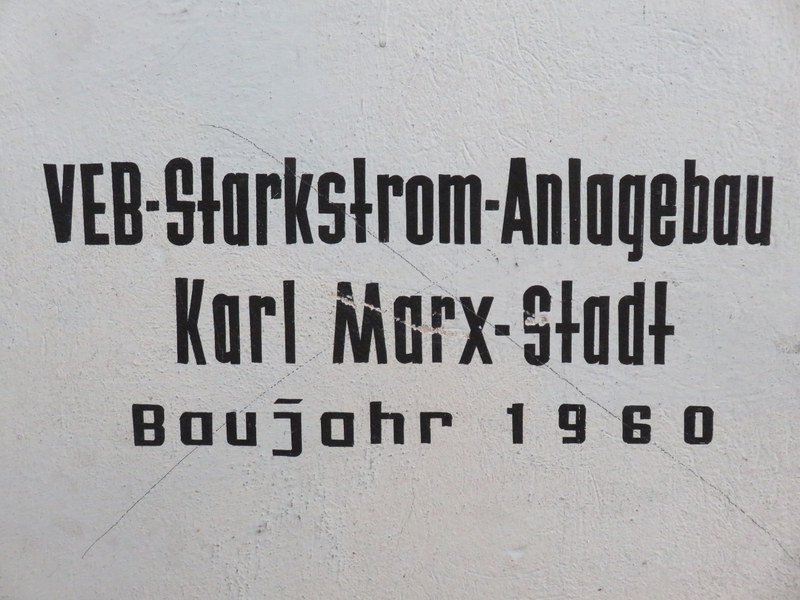 VEB-Starkstrom-Anlagebau
Karl Marx-Stadt
Baujahr 1960